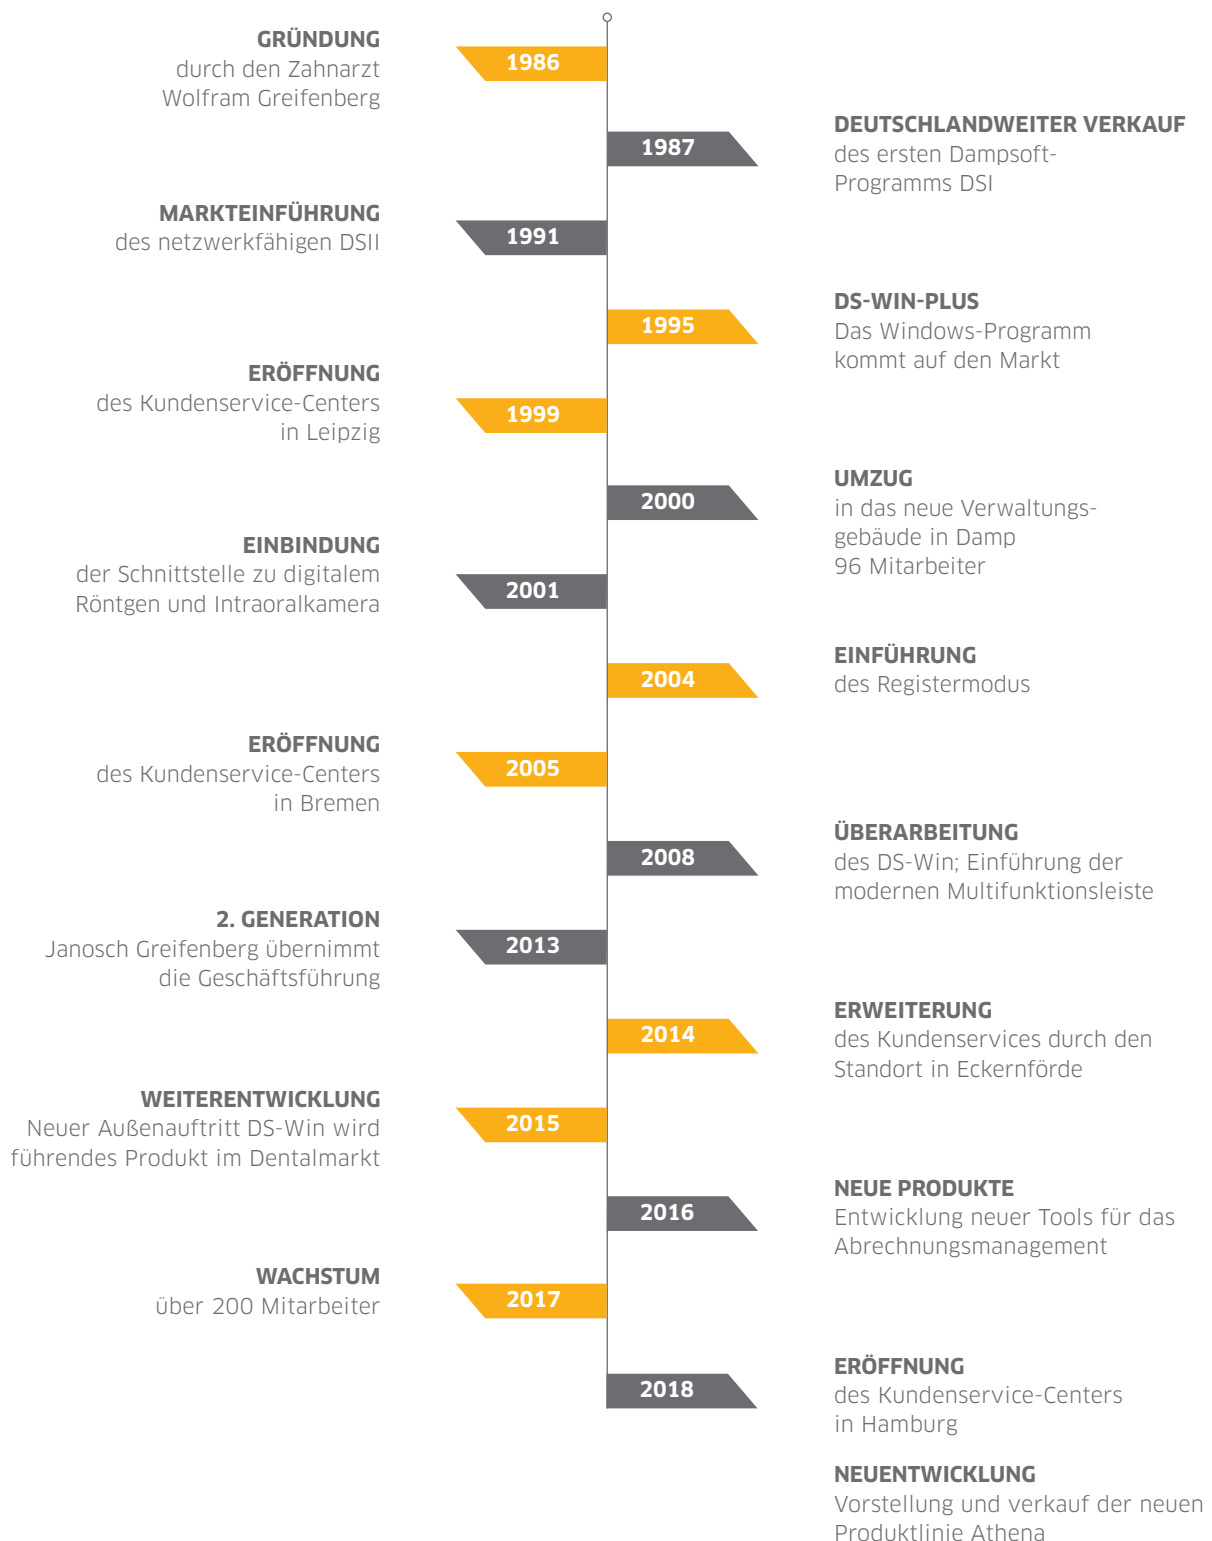 GRÜNDUNG
durch den Zahnarzt
Wolfram Greifenberg
1986
1987
DEUTSCHLANDWEITER VERKAUF
des ersten Dampsoft-
Programms DSI
MARKTEINFÜHRUNG
des netzwerkfähigen DSII
1991
1995
DS-WIN-PLUS
Das Windows-Programm
kommt auf den Markt
ERÖFFNUNG
des Kundenservice-Centers
in Leipzig
1999
2000
UMZUG
in das neue Verwaltungs-
gebäude in Damp
96 Mitarbeiter
EINBINDUNG
der Schnittstelle zu digitalem
Röntgen und Intraoralkamera
2001
2004
EINFÜHRUNG
des Registermodus
ERÖFFNUNG
des Kundenservice-Centers
in Bremen
2005
2008
ÜBERARBEITUNG
des DS-Win; Einführung der
modernen Multifunktionsleiste
2. GENERATION
Janosch Greifenberg übernimmt
die Geschäftsführung
2013
2014
ERWEITERUNG
des Kundenservices durch den
Standort in Eckernförde
WEITERENTWICKLUNG
Neuer Außenauftritt DS-Win wird
führendes Produkt im Dentalmarkt
2015
2016
NEUE PRODUKTE
Entwicklung neuer Tools für das
Abrechnungsmanagement
WACHSTUM
über 200 Mitarbeiter
2017
2018
ERÖFFNUNG
des Kundenservice-Centers
in Hamburg
NEUENTWICKLUNG
Vorstellung und verkauf der neuen
Produktlinie Athena